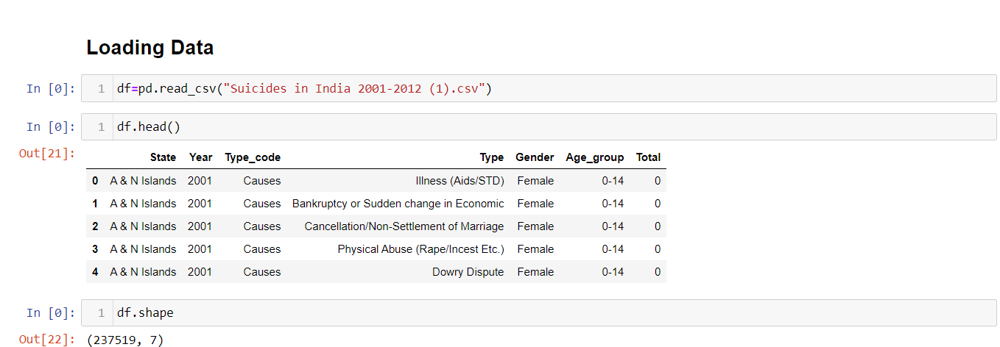 Loading Data
In [0]: 1 df=pd.read_csv("Suicides in India 2001-2012 (1).csv")
In [0]: 1 df.head()
Out[21]:
State Year Type_code Type Gender Age_group Total
0 A & N Islands 2001 Causes Illness (Aids/STD) Female 0-14 0
1 A & N Islands 2001 Causes Bankruptcy or Sudden change in Economic Female 0-14 0
2 A & N Islands 2001 Causes Cancellation/Non-Settlement of Marriage Female 0-14 0
3 A & N Islands 2001 Causes Physical Abuse (Rape/Incest Etc.) Female 0-14 0
4 A & N Islands 2001 Causes Dowry Dispute Female 0-14 0
In [0]: 1 df.shape
Out[22]: (237519, 7)